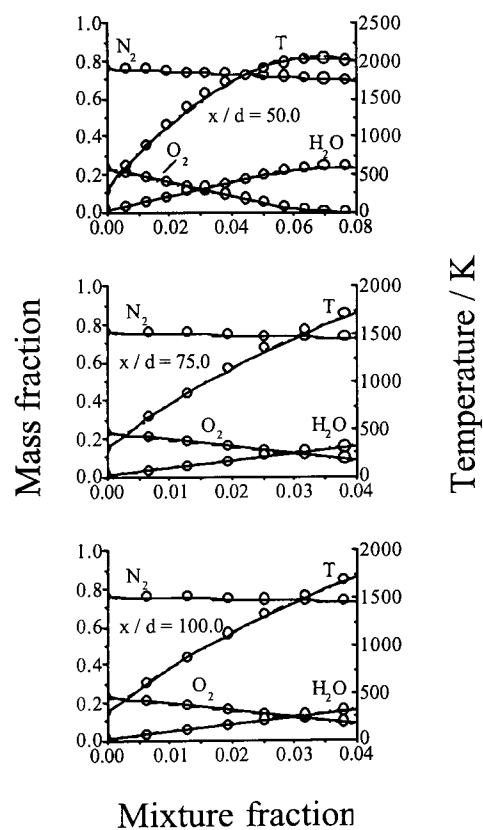 1.0 2500
N2 T
0.8 2000
0.6 1500
x / d = 50.0
0.4 1000
O2 H2O
0.2 500
0.0 0
0.00 0.02 0.04 0.06 0.08
1.0 2000
N2 T
0.8 1500
x / d = 75.0
0.6
1000
0.4
O2 H2O
500
0.2
0.0 0
0.00 0.01 0.02 0.03 0.04
1.0 2000
N2 T
0.8 1500
x / d = 100.0
0.6
1000
0.4
O2 H2O
500
0.2
0.0 0
0.00 0.01 0.02 0.03 0.04
Mass fraction
Temperature / K
Mixture fraction